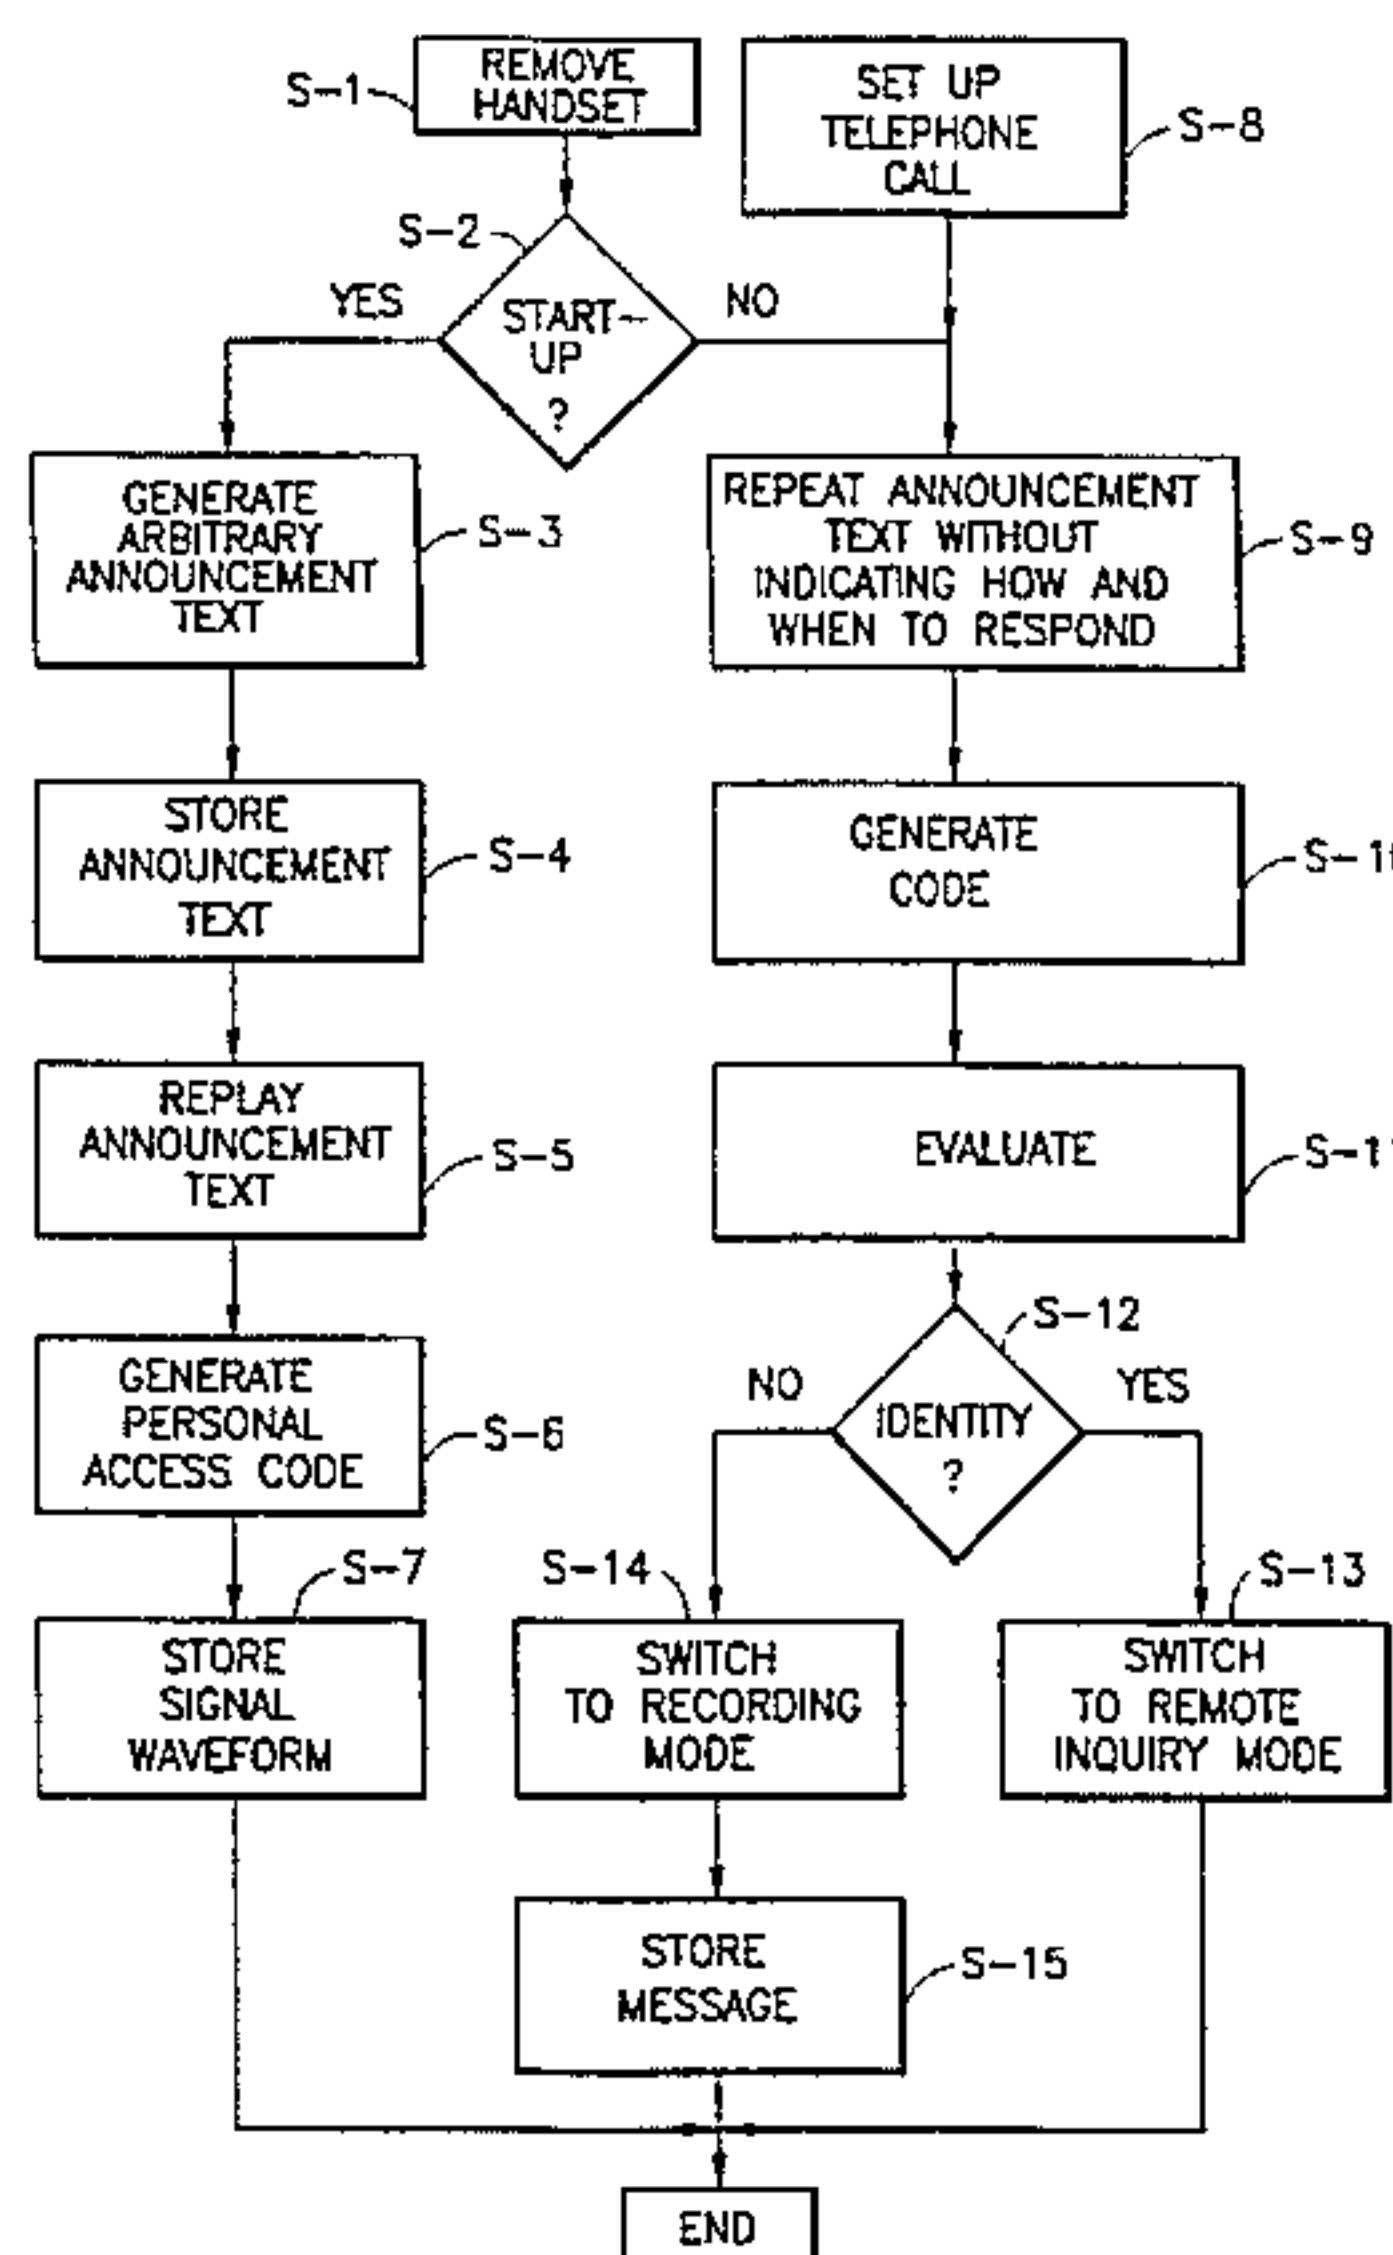 S-1
REMOVE
HANDSET
SET UP
TELEPHONE
CALL
S-8
S-2
YES
START-
UP
?
NO
GENERATE
ARBITRARY
ANNOUNCEMENT
TEXT
S-3
REPEAT ANNOUNCEMENT
TEXT WITHOUT
INDICATING HOW AND
WHEN TO RESPOND
S-9
STORE
ANNOUNCEMENT
TEXT
S-4
GENERATE
CODE
REPLAY
ANNOUNCEMENT
TEXT
S-5
EVALUATE
S-12
GENERATE
PERSONAL
ACCESS CODE
S-6
NO
IDENTITY
?
YES
S-7
STORE
SIGNAL
WAVEFORM
S-14
SWITCH
TO RECORDING
MODE
S-13
SWITCH
TO REMOTE
INQUIRY MODE
STORE
MESSAGE
S-15
END